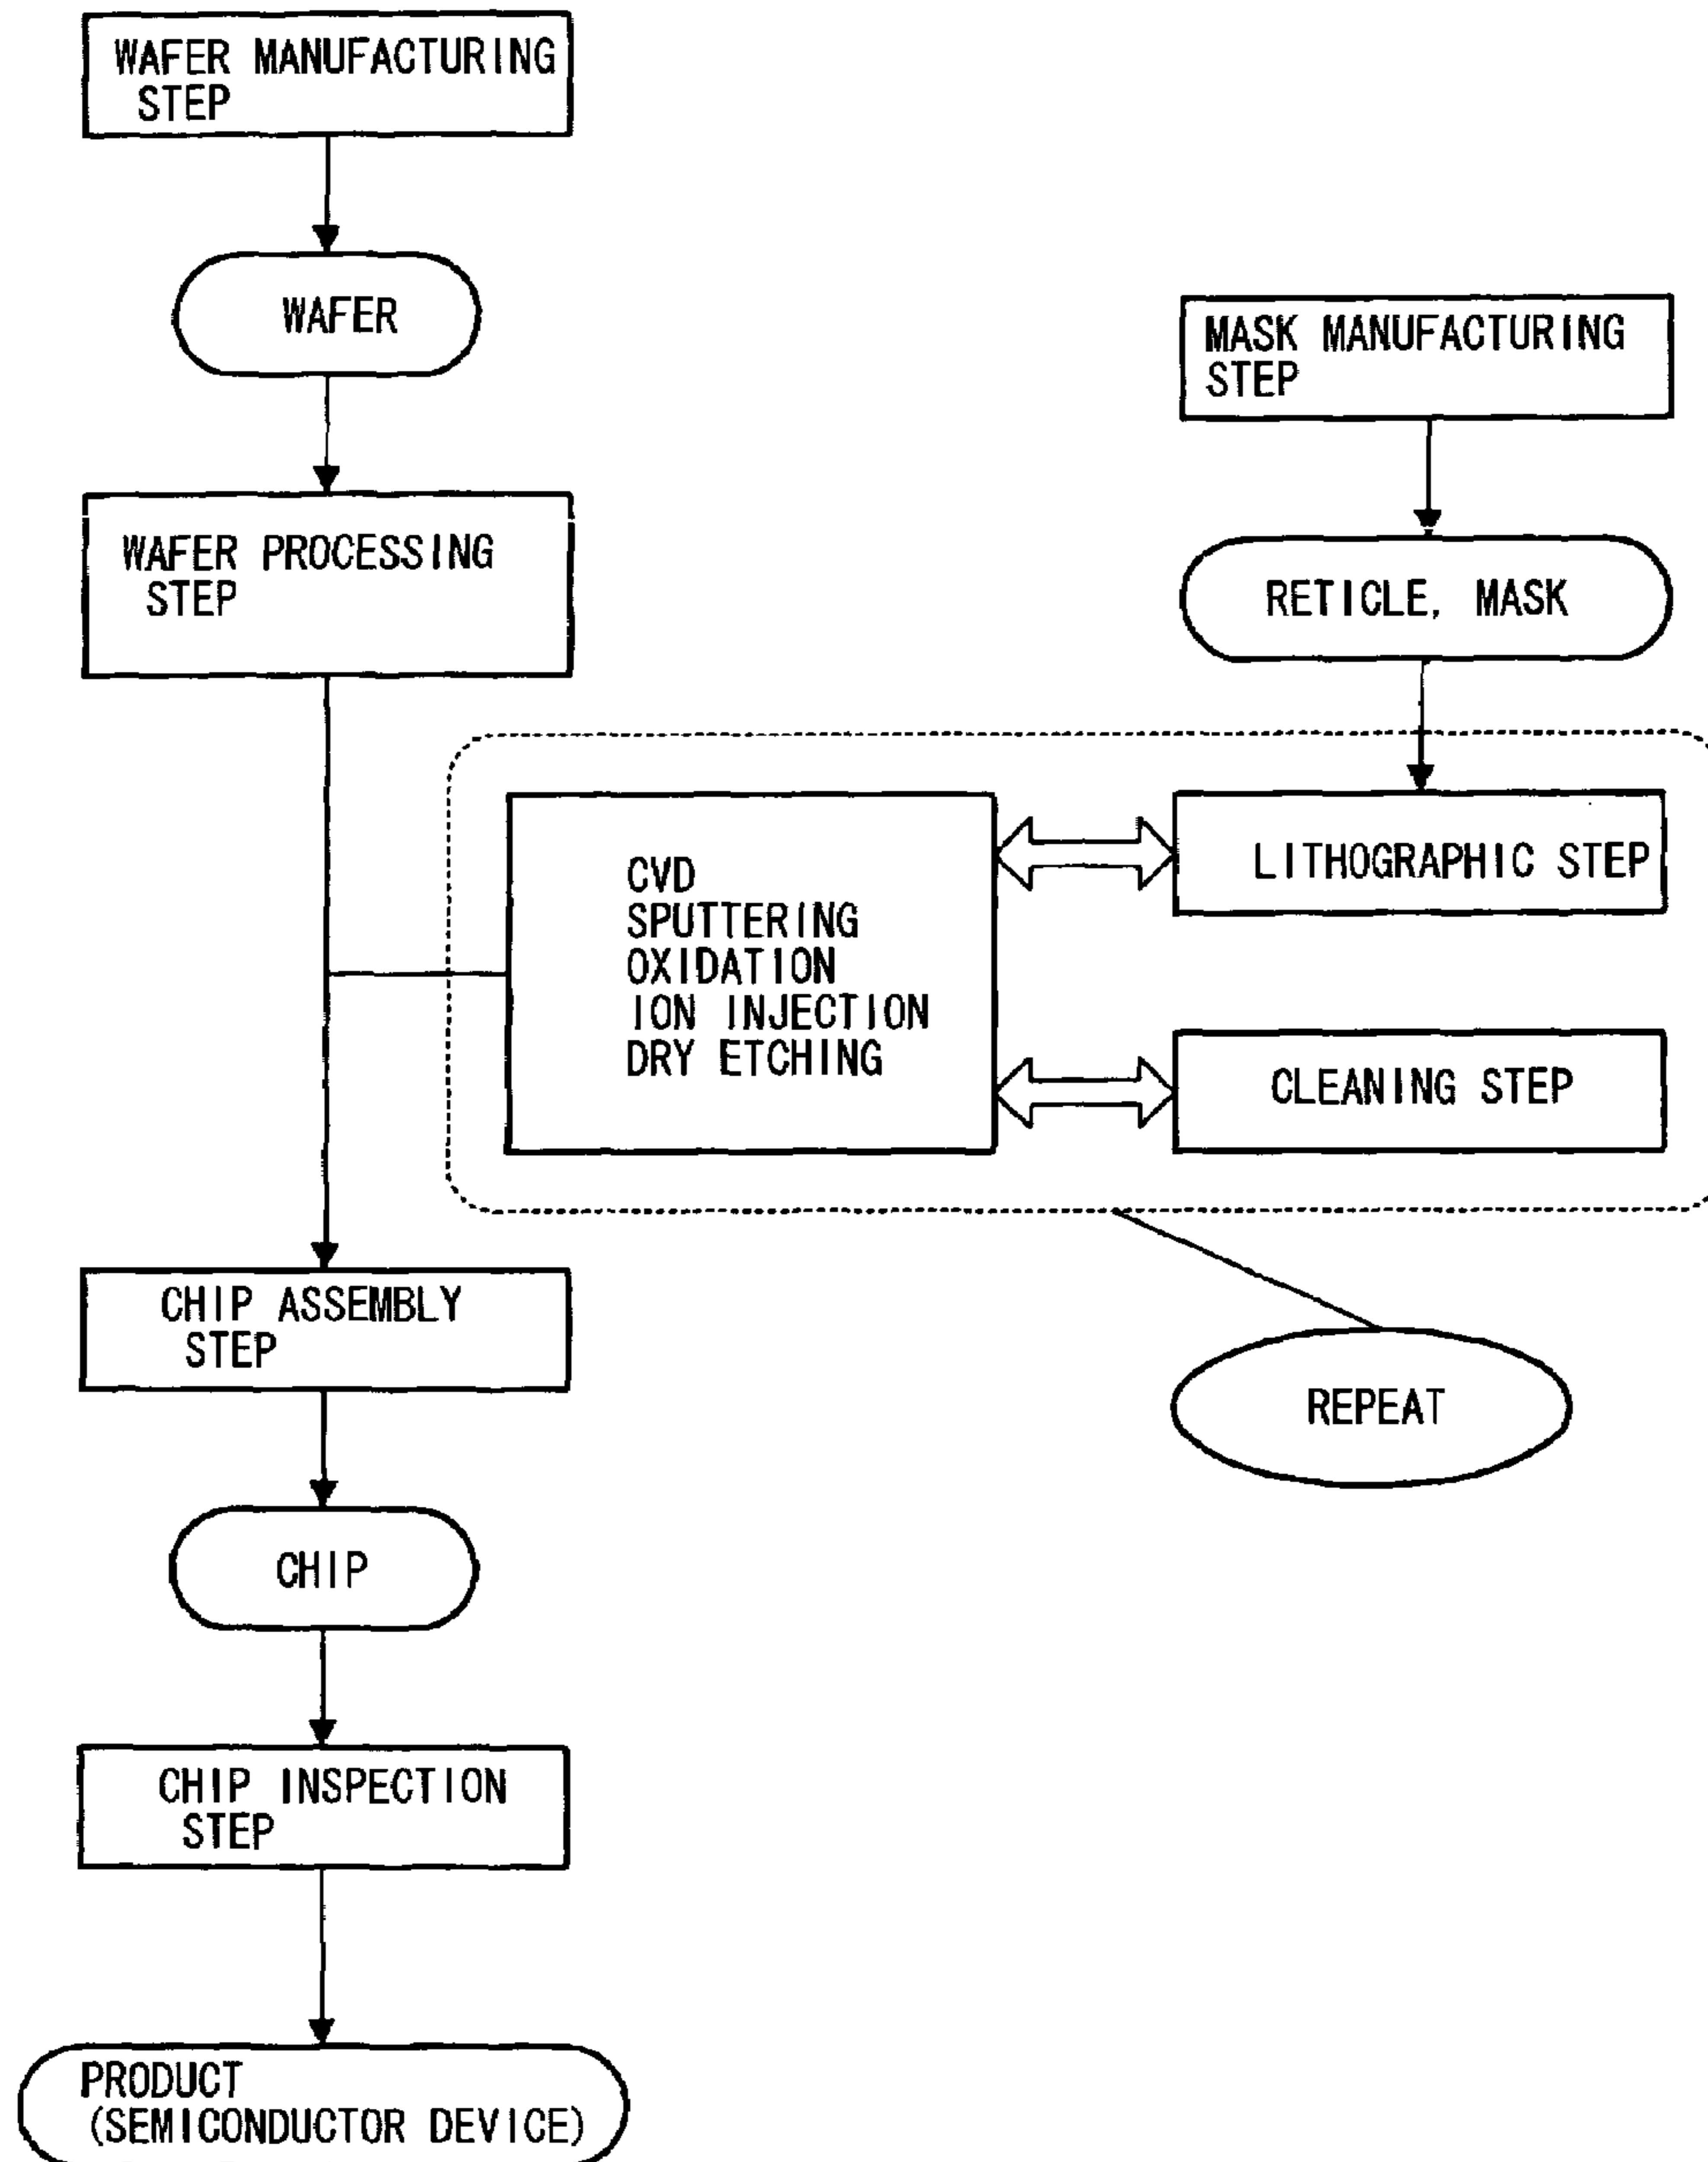 WAFER MANUFACTURING
STEP
WAFER
WAFER PROCESSING
STEP
MASK MANUFACTURING
STEP
RETICLE, MASK
CVD
SPUTTERING
OXIDATION
ION INJECTION
DRY ETCHING
LITHOGRAPHIC STEP
CLEANING STEP
REPEAT
CHIP ASSEMBLY
STEP
CHIP
CHIP INSPECTION
STEP
PRODUCT
(SEMICONDUCTOR DEVICE)